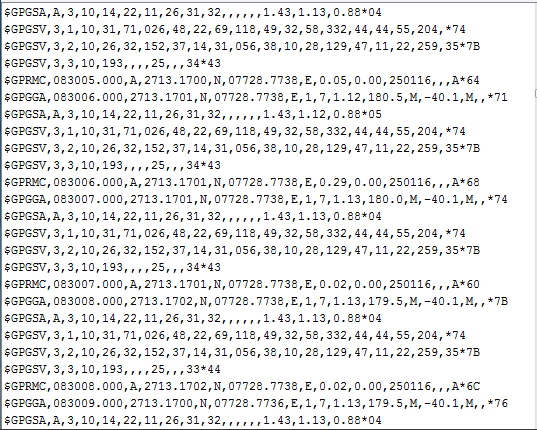 $GPGSA,A,3,10,14,22,11,26,31,32,,,,,,1.43,1.13,0.88*04
$GPGSV,3,1,10,31,71,026,48,22,69,118,49,32,58,332,44,44,55,204,*74
$GPGSV,3,2,10,26,32,152,37,14,31,056,38,10,28,129,47,11,22,259,35*7B
$GPGSV,3,3,10,193,,,,25,,,34*43
$GPRMC,083005.000,A,2713.1700,N,07728.7738,E,0.05,0.00,250116,,,A*64
$GPGGA,083006.000,2713.1701,N,07728.7738,E,1,7,1.12,180.5,M,-40.1,M,,*71
$GPGSA,A,3,10,14,22,11,26,31,32,,,,,,1.43,1.12,0.88*05
$GPGSV,3,1,10,31,71,026,48,22,69,118,49,32,58,332,44,44,55,204,*74
$GPGSV,3,2,10,26,32,152,37,14,31,056,38,10,28,129,47,11,22,259,35*7B
$GPGSV,3,3,10,193,,,,25,,,34*43
$GPRMC,083006.000,A,2713.1701,N,07728.7738,E,0.29,0.00,250116,,,A*68
$GPGGA,083007.000,2713.1701,N,07728.7738,E,1,7,1.13,180.0,M,-40.1,M,,*74
$GPGSA,A,3,10,14,22,11,26,31,32,,,,,,1.43,1.13,0.88*04
$GPGSV,3,1,10,31,71,026,48,22,69,118,49,32,58,332,44,44,55,204,*74
$GPGSV,3,2,10,26,32,152,37,14,31,056,38,10,28,129,47,11,22,259,35*7B
$GPGSV,3,3,10,193,,,,25,,,34*43
$GPRMC,083007.000,A,2713.1701,N,07728.7738,E,0.02,0.00,250116,,,A*60
$GPGGA,083008.000,2713.1702,N,07728.7738,E,1,7,1.13,179.5,M,-40.1,M,,*7B
$GPGSA,A,3,10,14,22,11,26,31,32,,,,,,1.43,1.13,0.88*04
$GPGSV,3,1,10,31,71,026,48,22,69,118,49,32,58,332,44,44,55,204,*74
$GPGSV,3,2,10,26,32,152,37,14,31,056,38,10,28,129,47,11,22,259,35*7B
$GPGSV,3,3,10,193,,,,25,,,33*44
$GPRMC,083008.000,A,2713.1702,N,07728.7738,E,0.02,0.00,250116,,,A*6C
$GPGGA,083009.000,2713.1700,N,07728.7736,E,1,7,1.13,179.5,M,-40.1,M,,*76
$GPGSA,A,3,10,14,22,11,26,31,32,,,,,,1.43,1.13,0.88*04